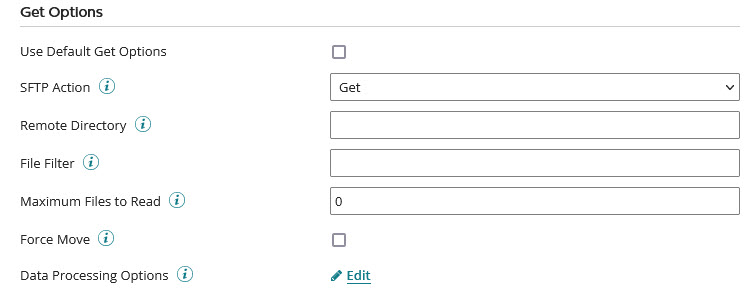 Get Options
Use Default Get Options
SFTP Action i Get
Remote Directory i
File Filter i
Maximum Files to Read i 0
Force Move i
Data Processing Options i Edit